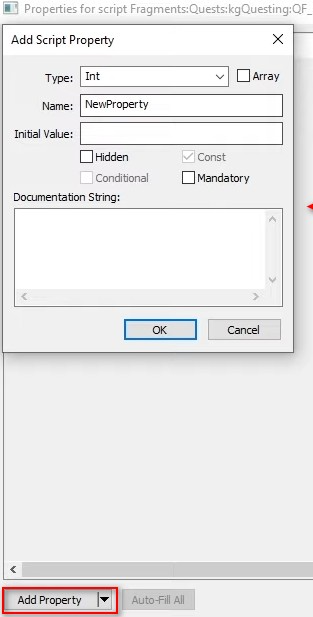 Properties for script Fragments:Quests:kgQuesting:QF_
Add Script Property
Type: Int Array
Name: NewProperty
Initial Value:
Hidden Const
Conditional Mandatory
Documentation String:
OK Cancel
Add Property Auto-Fill All